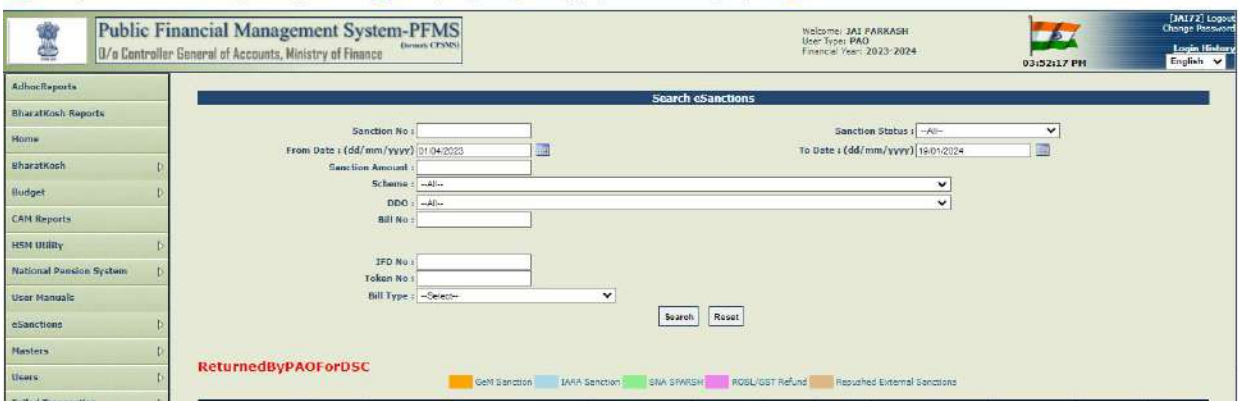 Public Financial Management System-PFMS
(formerly CPSMS)
O/o Controller General of Accounts, Ministry of Finance
Welcome: JAI PARKASH
User Type: PAO
Financial Year: 2023-2024
03:52:17 PM
[JAI72] Logout
Change Password
Login History
English
AdhocReports
BharatKosh Reports
Home
BharatKosh
Budget
CAM Reports
HSM Utility
National Pension System
User Manuals
eSanctions
Masters
Users
Search eSanctions
Sanction No :
Sanction Status : --All--
From Date : (dd/mm/yyyy) 01/04/2023
To Date : (dd/mm/yyyy) 19/01/2024
Sanction Amount :
Scheme : --All--
DDO : --All--
Bill No :
IFD No :
Token No :
Bill Type : --Select--
Search Reset
ReturnedByPAOForDSC
GeM Sanction IARA Sanction SNA SPARSH ROSL/GST Refund Repushed External Sanctions